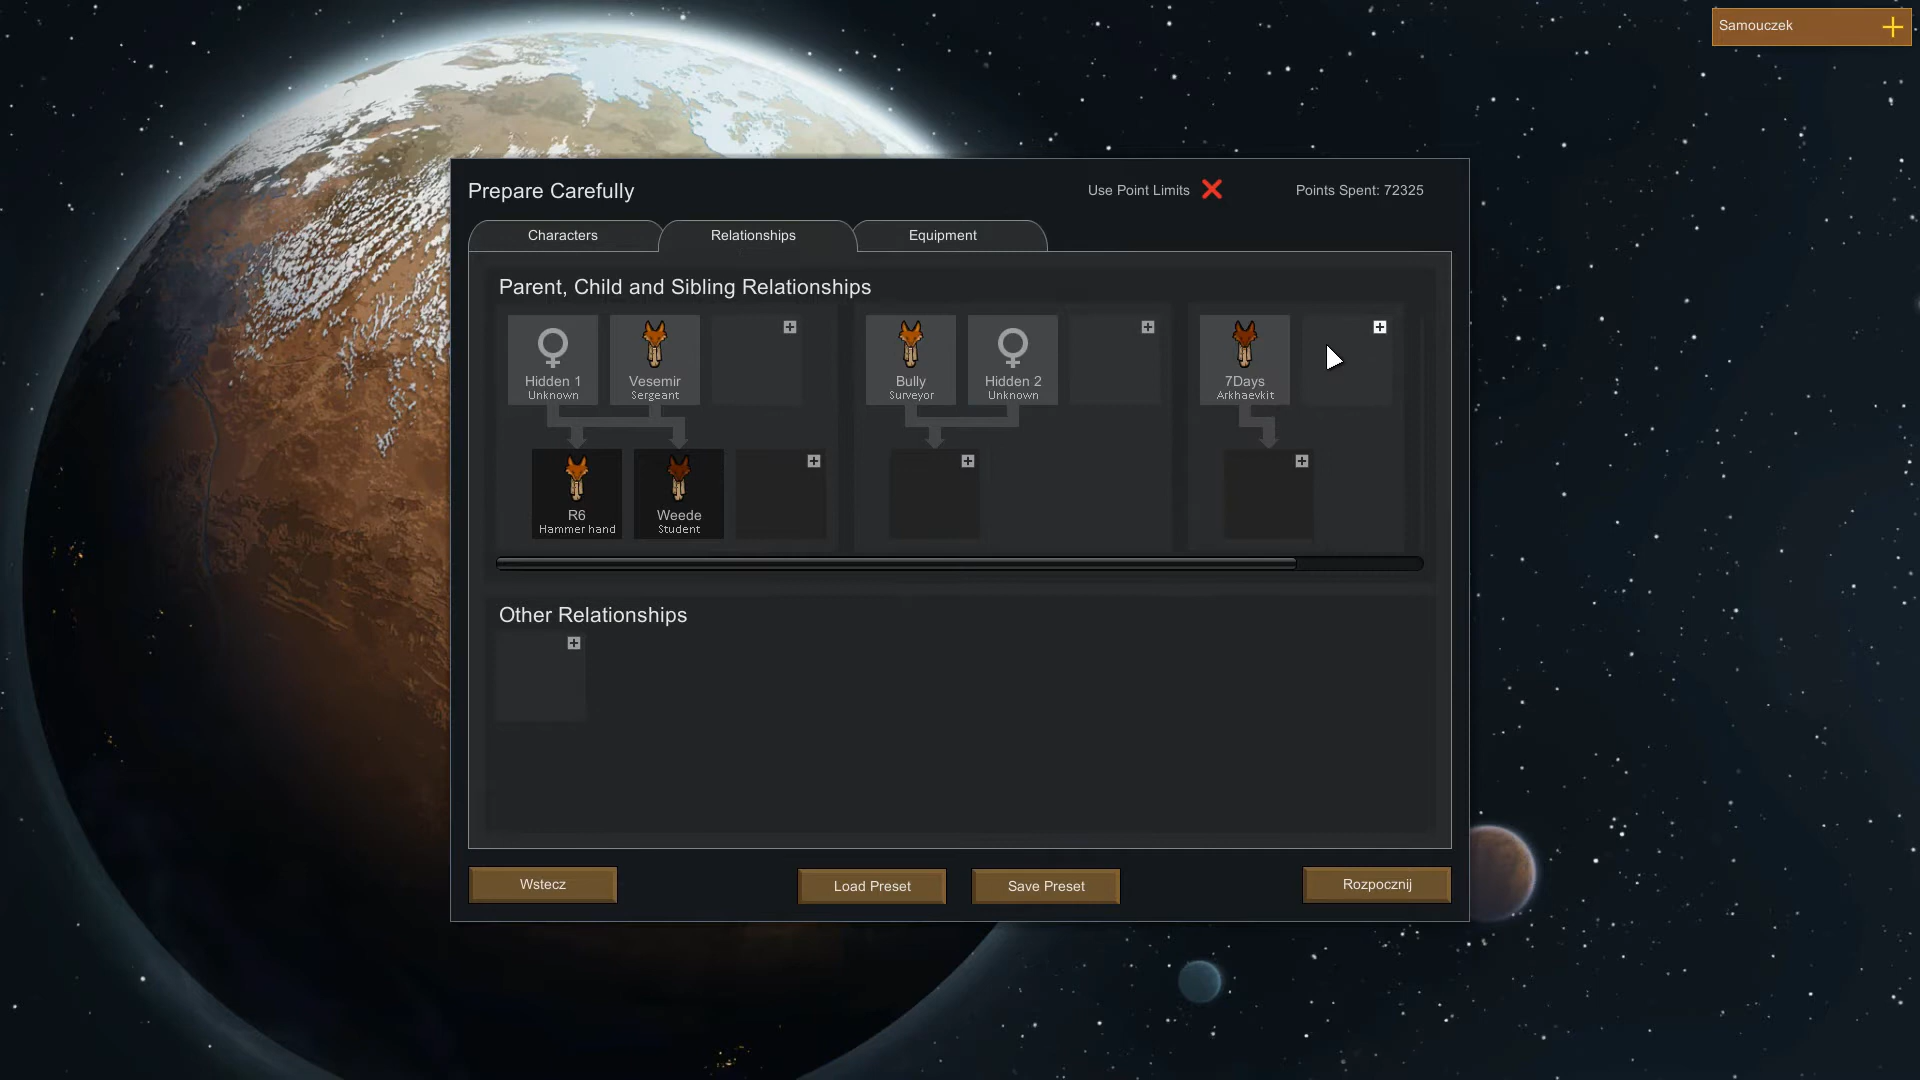 Samouczek
Prepare Carefully
Use Point Limits
Points Spent: 72325
Characters
Relationships
Equipment
Parent, Child and Sibling Relationships
Hidden 1
Unknown
Vesemir
Sergeant
Bully
Surveyor
Hidden 2
Unknown
7Days
Arkhaevkit
R6
Hammer hand
Weede
Student
Other Relationships
Wstecz
Load Preset
Save Preset
Rozpocznij